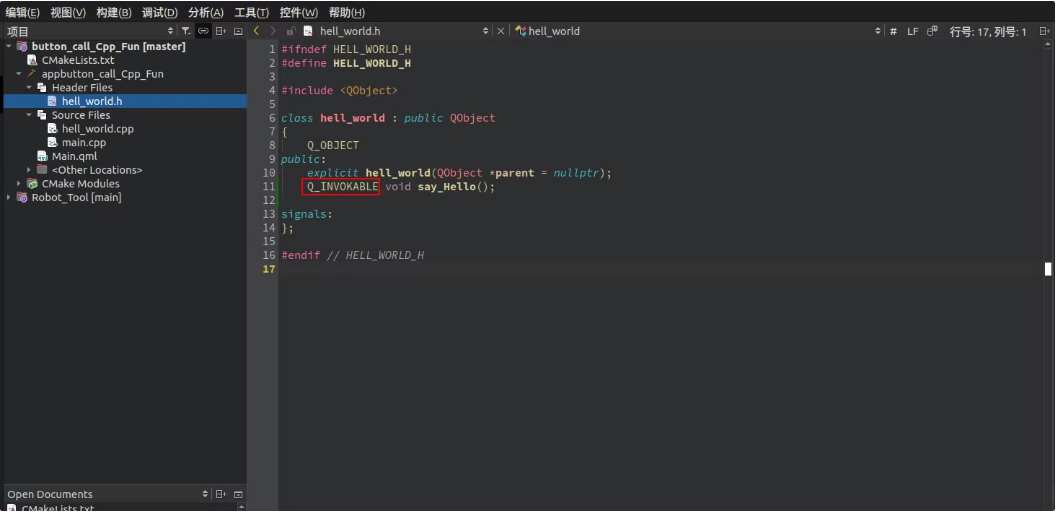 编辑(E) 视图(V) 构建(B) 调试(D) 分析(A) 工具(T) 控件(W) 帮助(H)
项目
hell_world.h
hell_world
# LF 行号: 17, 列号: 1
button_call_Cpp_Fun [master]
CMakeLists.txt
appbutton_call_Cpp_Fun
Header Files
hell_world.h
Source Files
hell_world.cpp
main.cpp
Main.qml
<Other Locations>
CMake Modules
Robot_Tool [main]
1 #ifndef HELL_WORLD_H
2 #define HELL_WORLD_H
3
4 #include <QObject>
5
6 class hell_world : public QObject
7 {
8 Q_OBJECT
9 public:
10 explicit hell_world(QObject *parent = nullptr);
11 Q_INVOKABLE void say_Hello();
12
13 signals:
14 };
15
16 #endif // HELL_WORLD_H
17
Open Documents
CMakeLists.txt